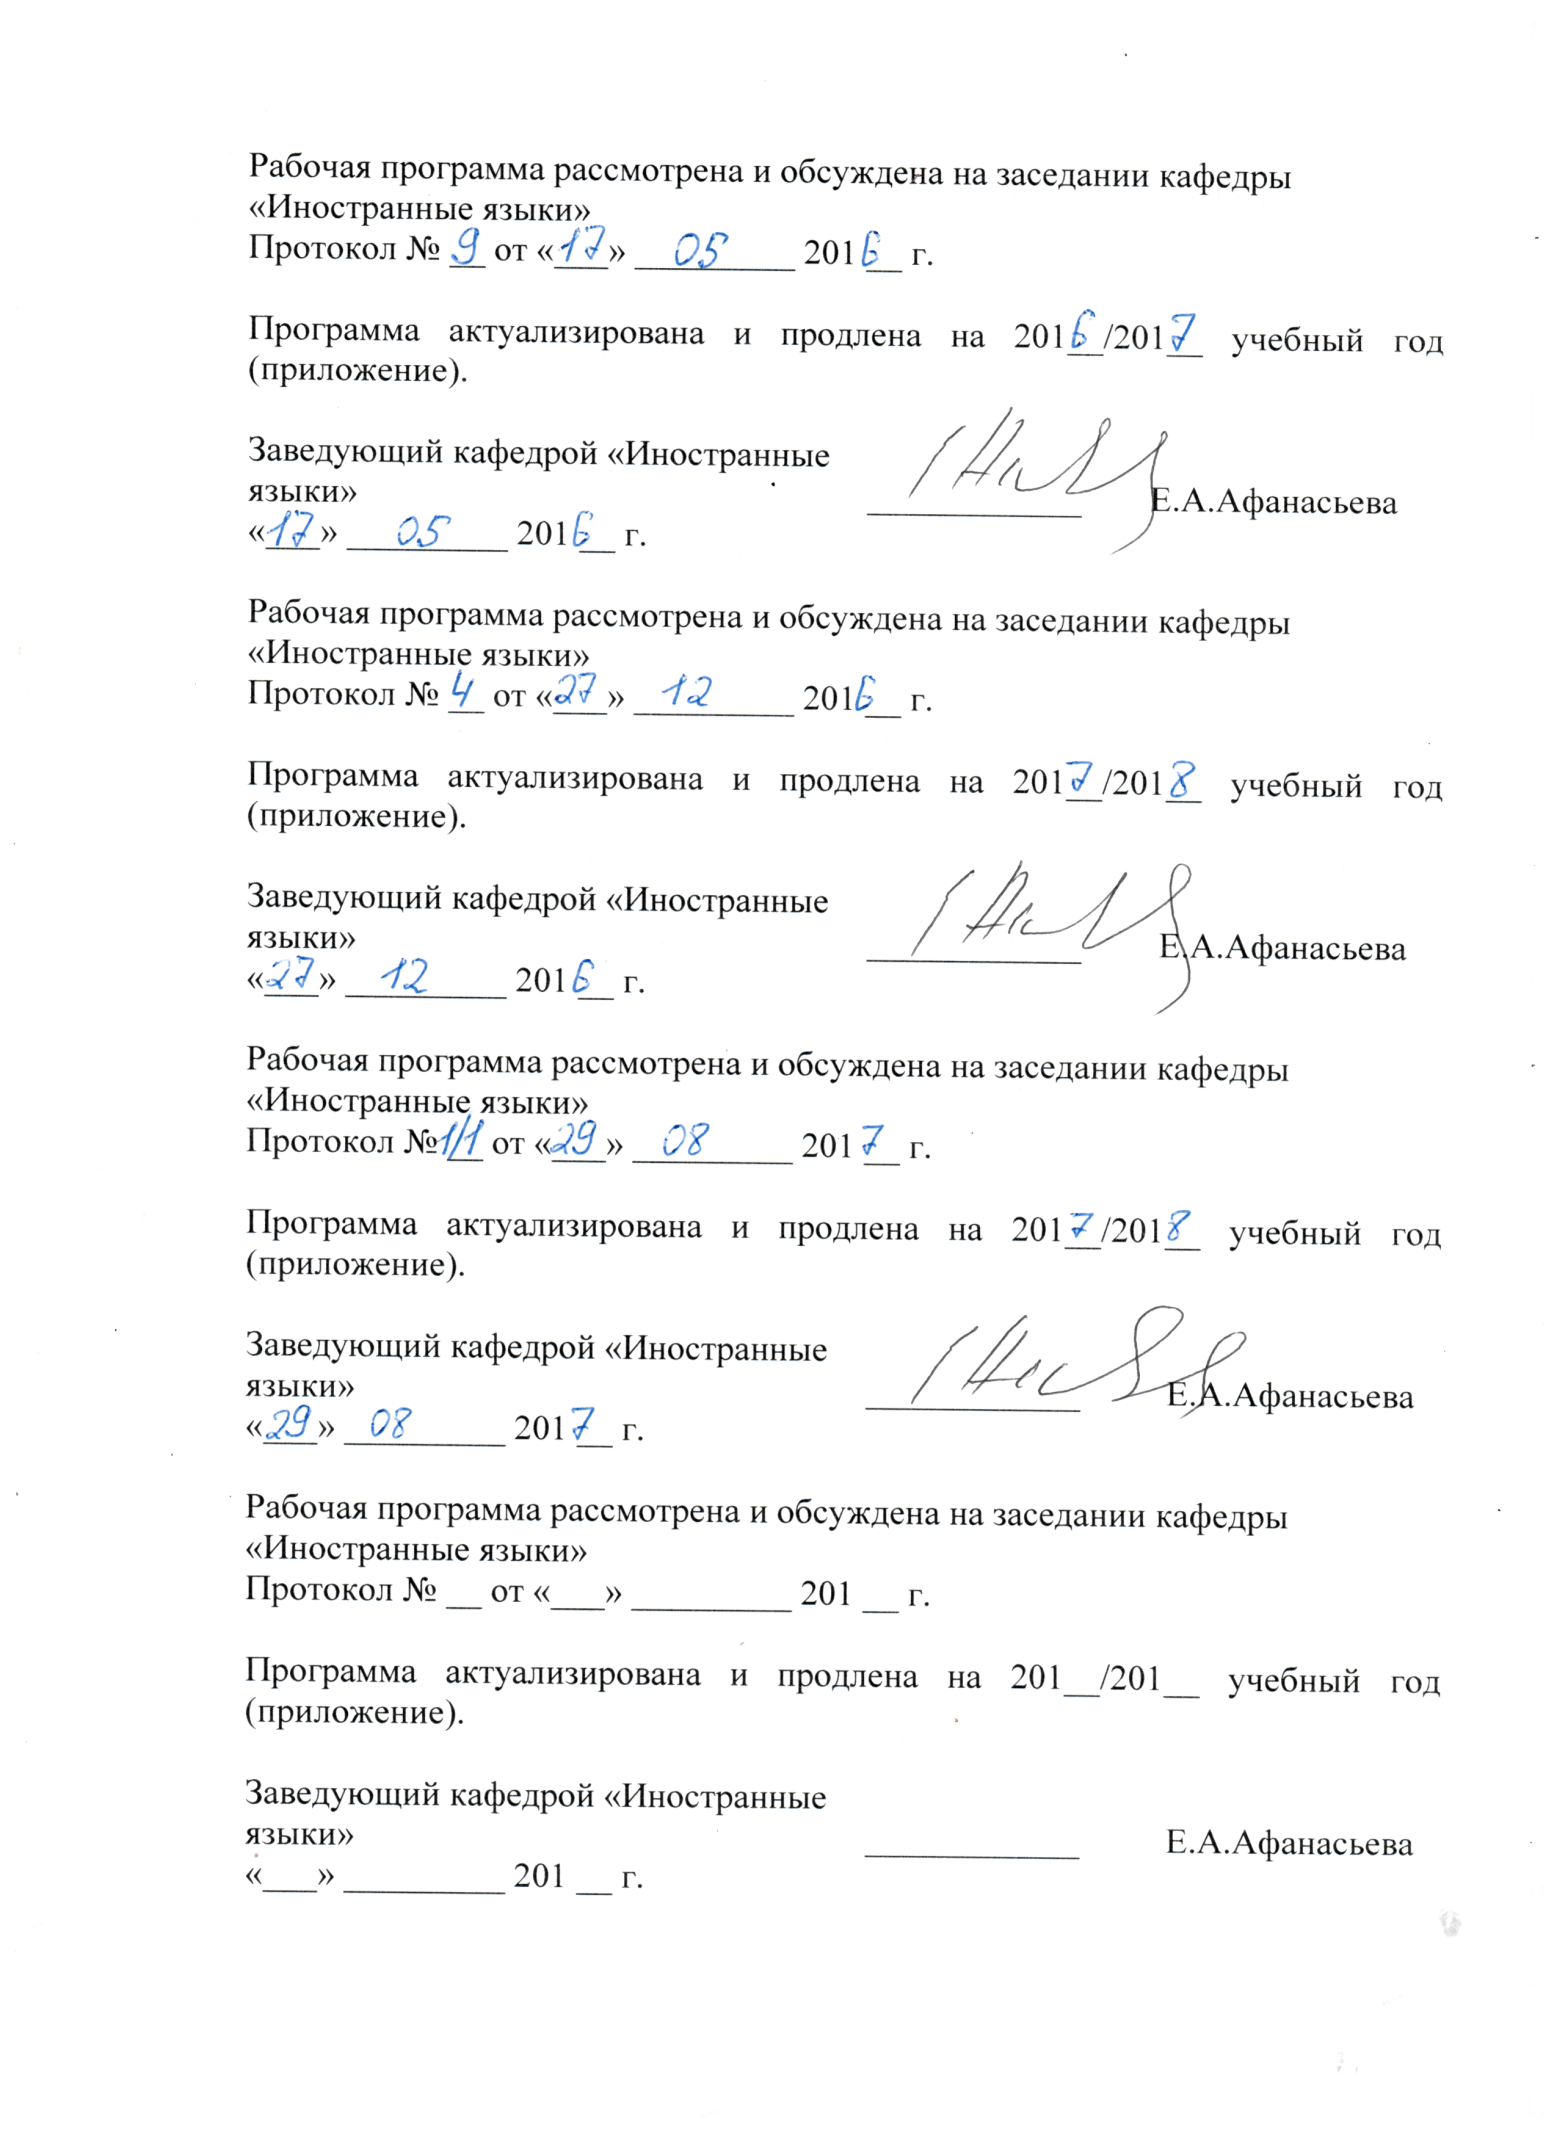 Рабочая программа рассмотрена и обсуждена на заседании кафедры
«Иностранные языки»
Протокол № 9 от «17» 05 2016 г.
Программа актуализирована и продлена на 2016/2017 учебный год
(приложение).
Заведующий кафедрой «Иностранные
языки» Е.А.Афанасьева
«17» 05 2016 г.
Рабочая программа рассмотрена и обсуждена на заседании кафедры
«Иностранные языки»
Протокол № 4 от «27» 12 2016 г.
Программа актуализирована и продлена на 2017/2018 учебный год
(приложение).
Заведующий кафедрой «Иностранные
языки» Е.А.Афанасьева
«27» 12 2016 г.
Рабочая программа рассмотрена и обсуждена на заседании кафедры
«Иностранные языки»
Протокол №1/1 от «29» 08 2017 г.
Программа актуализирована и продлена на 2017/2018 учебный год
(приложение).
Заведующий кафедрой «Иностранные
языки» Е.А.Афанасьева
«29» 08 2017 г.
Рабочая программа рассмотрена и обсуждена на заседании кафедры
«Иностранные языки»
Протокол № __ от «___» _________ 201 __ г.
Программа актуализирована и продлена на 201__/201__ учебный год
(приложение).
Заведующий кафедрой «Иностранные
языки» ____________ Е.А.Афанасьева
«___» _________ 201 __ г.